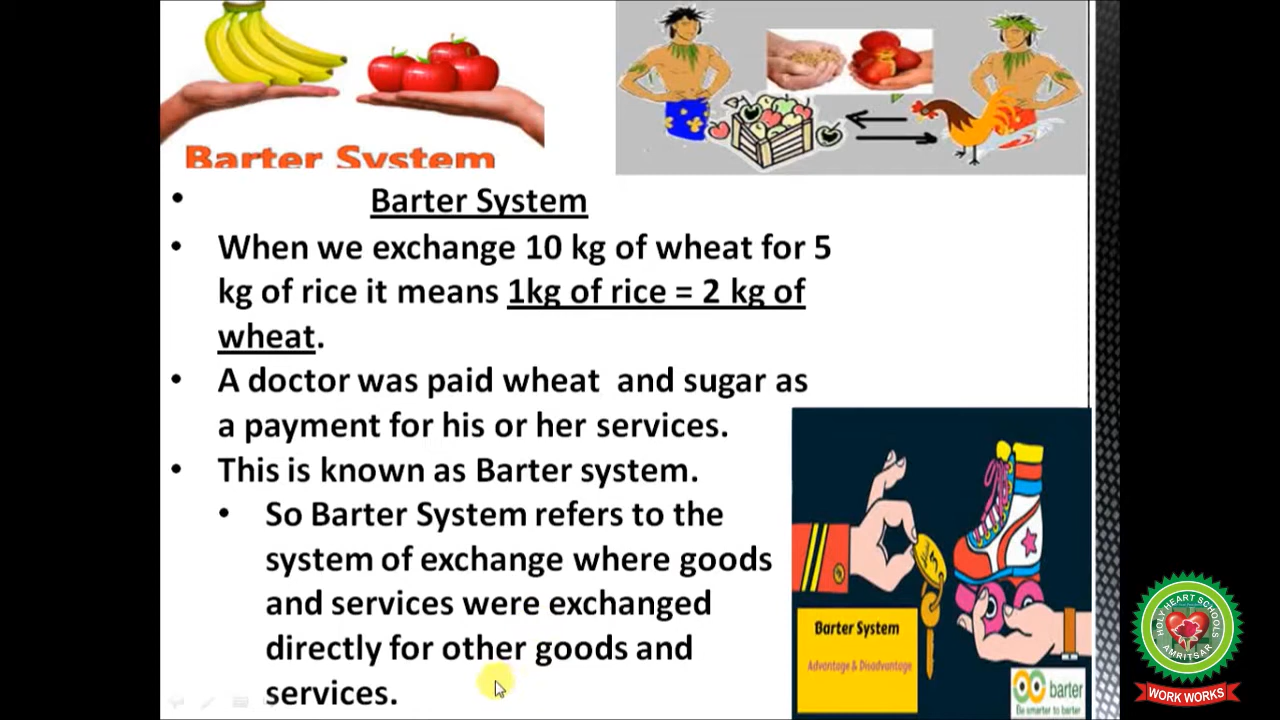 Barter System
Barter System
When we exchange 10 kg of wheat for 5
kg of rice it means 1kg of rice = 2 kg of
wheat.
A doctor was paid wheat and sugar as
a payment for his or her services.
This is known as Barter system.
So Barter System refers to the
system of exchange where goods
and services were exchanged
directly for other goods and
services.
Barter System
Advantage & Disadvantage
barter
Be smarter to barter
HOLY HEART SCHOOLS
AMRITSAR
WORK WORKS